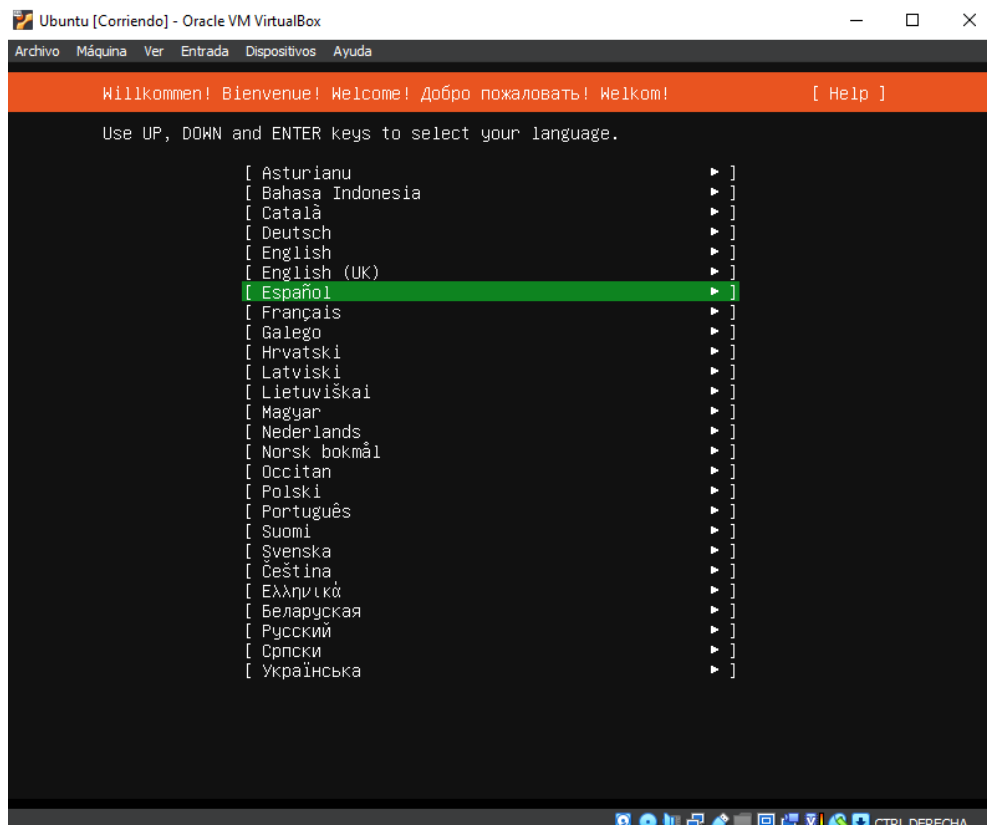 Ubuntu [Corriendo] - Oracle VM VirtualBox
Archivo Máquina Ver Entrada Dispositivos Ayuda
Willkommen! Bienvenue! Welcome! Добро пожаловать! Welkom! [ Help ]
Use UP, DOWN and ENTER keys to select your language.
[ Asturianu ► ]
[ Bahasa Indonesia ► ]
[ Català ► ]
[ Deutsch ► ]
[ English ► ]
[ English (UK) ► ]
[ Español ► ]
[ Français ► ]
[ Galego ► ]
[ Hrvatski ► ]
[ Latviski ► ]
[ Lietuviškai ► ]
[ Magyar ► ]
[ Nederlands ► ]
[ Norsk bokmål ► ]
[ Occitan ► ]
[ Polski ► ]
[ Português ► ]
[ Suomi ► ]
[ Svenska ► ]
[ Čeština ► ]
[ Ελληνικά ► ]
[ Беларуская ► ]
[ Русский ► ]
[ Српски ► ]
[ Українська ► ]
CTRL DERECHA